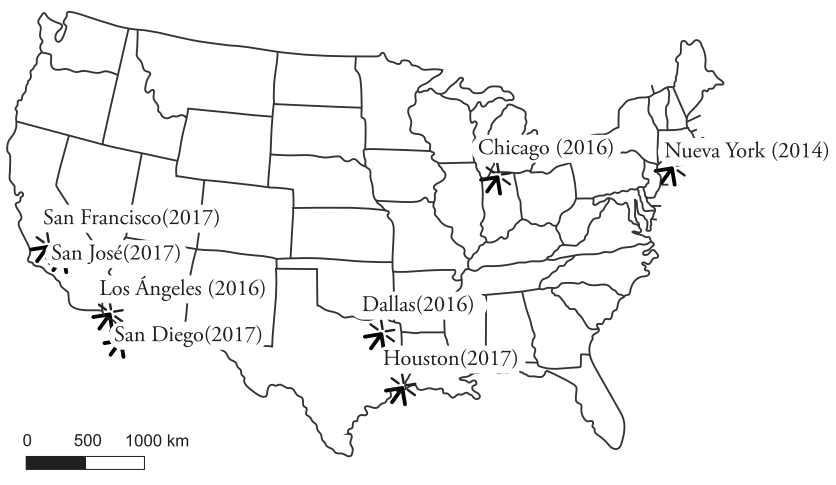 Chicago (2016)
Nueva York (2014)
San Francisco(2017)
San José(2017)
Los Ángeles (2016)
Dallas(2016)
San Diego(2017)
Houston(2017)
0 500 1000 km